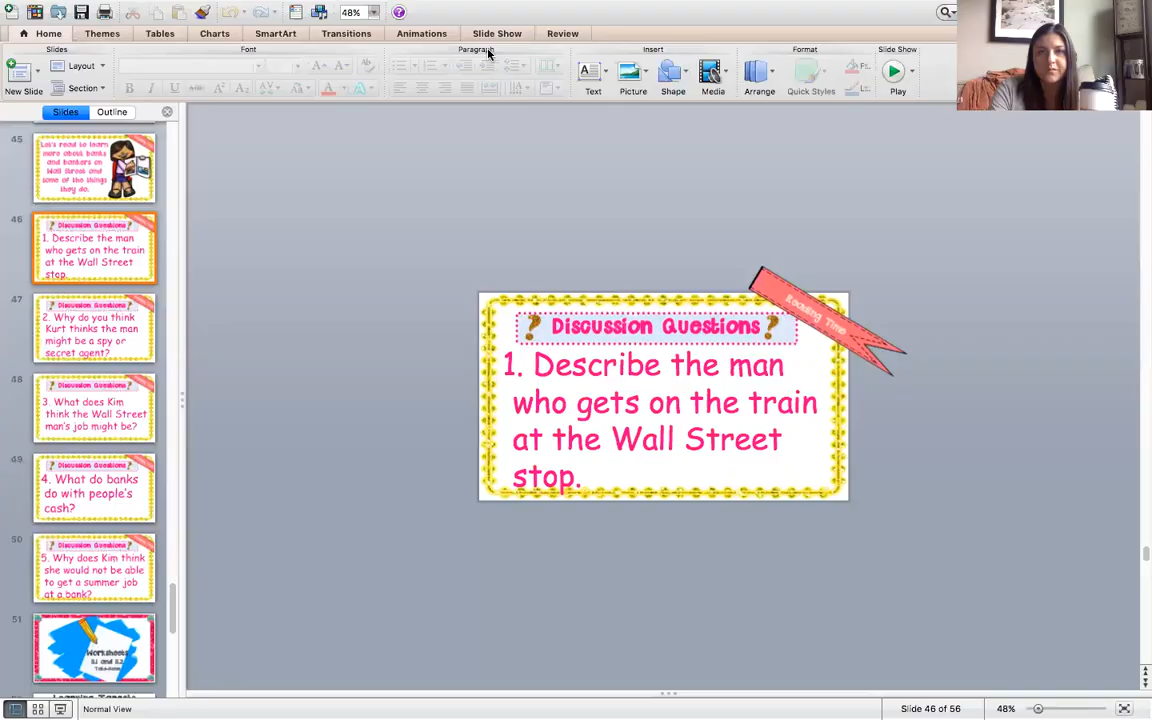 48%
Home Themes Tables Charts SmartArt Transitions Animations Slide Show Review
Slides Font Paragraph Insert Format Slide Show
Layout
Section
New Slide Text Picture Shape Media Arrange Quick Styles Play
Slides Outline
45
Let's read to learn
more about banks
and bankers on
Wall Street and
some of the things
they do.
46
Discussion Questions
1. Describe the man
who gets on the train
at the Wall Street
stop.
47
Discussion Questions
2. Why do you think
Kurt thinks the man
might be a spy or
secret agent?
48
Discussion Questions
3. What does Kim
think the Wall Street
man's job might be?
49
Discussion Questions
4. What do banks
do with people's
cash?
50
Discussion Questions
5. Why does Kim think
she would not be able
to get a summer job
at a bank?
51
Worksheets
Reading Time
? Discussion Questions ?
1. Describe the man
who gets on the train
at the Wall Street
stop.
Normal View
Slide 46 of 56
48%